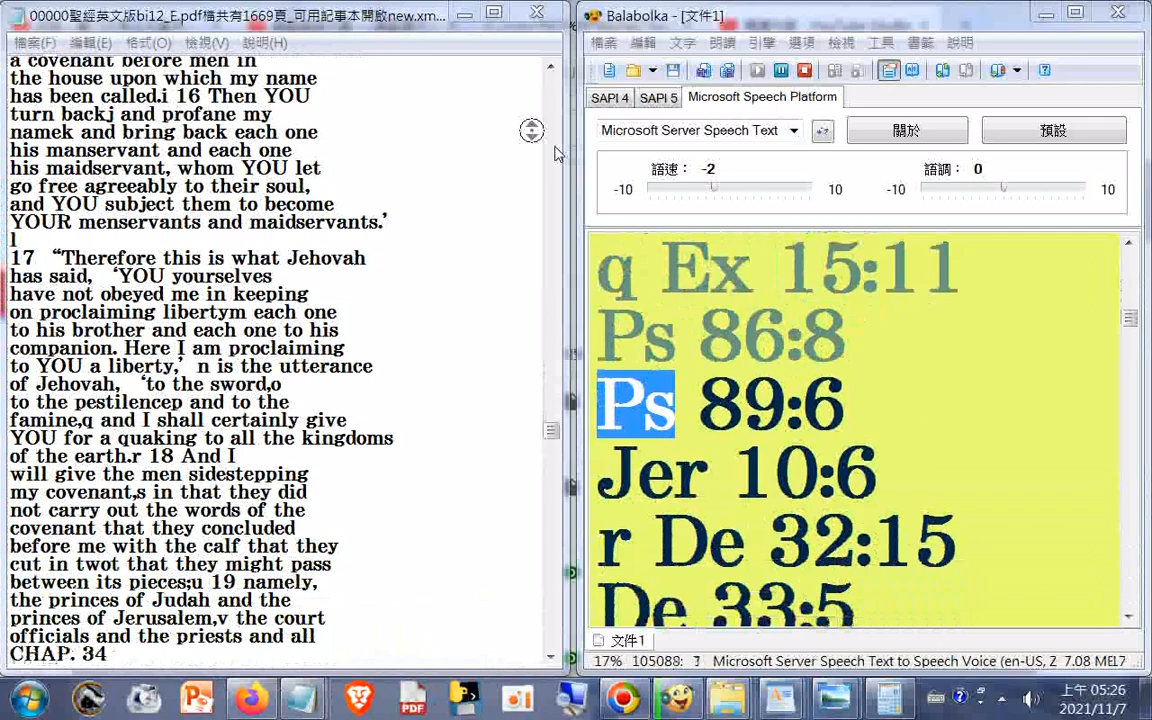 00000聖經英文版bi12_E.pdf檔共有1669頁_可用記事本開啟new.xm...
檔案(F) 編輯(E) 格式(O) 檢視(V) 說明(H)
a covenant before men in
the house upon which my name
has been called.i 16 Then YOU
turn backj and profane my
namek and bring back each one
his manservant and each one
his maidservant, whom YOU let
go free agreeably to their soul,
and YOU subject them to become
YOUR menservants and maidservants.’
l
17 “Therefore this is what Jehovah
has said, ‘YOU yourselves
have not obeyed me in keeping
on proclaiming libertym each one
to his brother and each one to his
companion. Here I am proclaiming
to YOU a liberty,’ n is the utterance
of Jehovah, ‘to the sword,o
to the pestilencep and to the
famine,q and I shall certainly give
YOU for a quaking to all the kingdoms
of the earth.r 18 And I
will give the men sidestepping
my covenant,s in that they did
not carry out the words of the
covenant that they concluded
before me with the calf that they
cut in twot that they might pass
between its pieces;u 19 namely,
the princes of Judah and the
princes of Jerusalem,v the court
officials and the priests and all
CHAP. 34
Balabolka - [文件1]
檔案 編輯 文字 朗讀 引擎 選項 檢視 工具 書籤 說明
SAPI 4 SAPI 5 Microsoft Speech Platform
Microsoft Server Speech Text 關於 預設
語速： -2 語調： 0
-10 10 -10 10
q Ex 15:11
Ps 86:8
Ps 89:6
Jer 10:6
r De 32:15
De 33:5
文件1
17% 105088: ? Microsoft Server Speech Text to Speech Voice (en-US, 2 7.08 ME
上午 05:26
2021/11/7